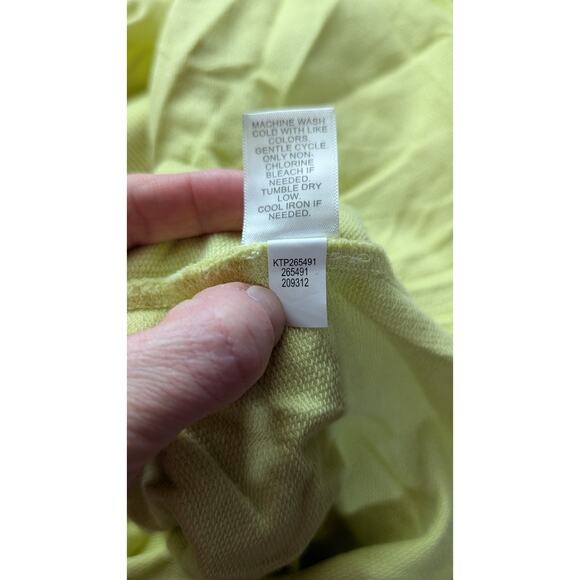 MACHINE WASH
COLD WITH LIKE
COLORS.
GENTLE CYCLE.
ONLY NON-
CHLORINE
BLEACH IF
NEEDED.
TUMBLE DRY
LOW.
COOL IRON IF
NEEDED.
KTP265491
265491
209312